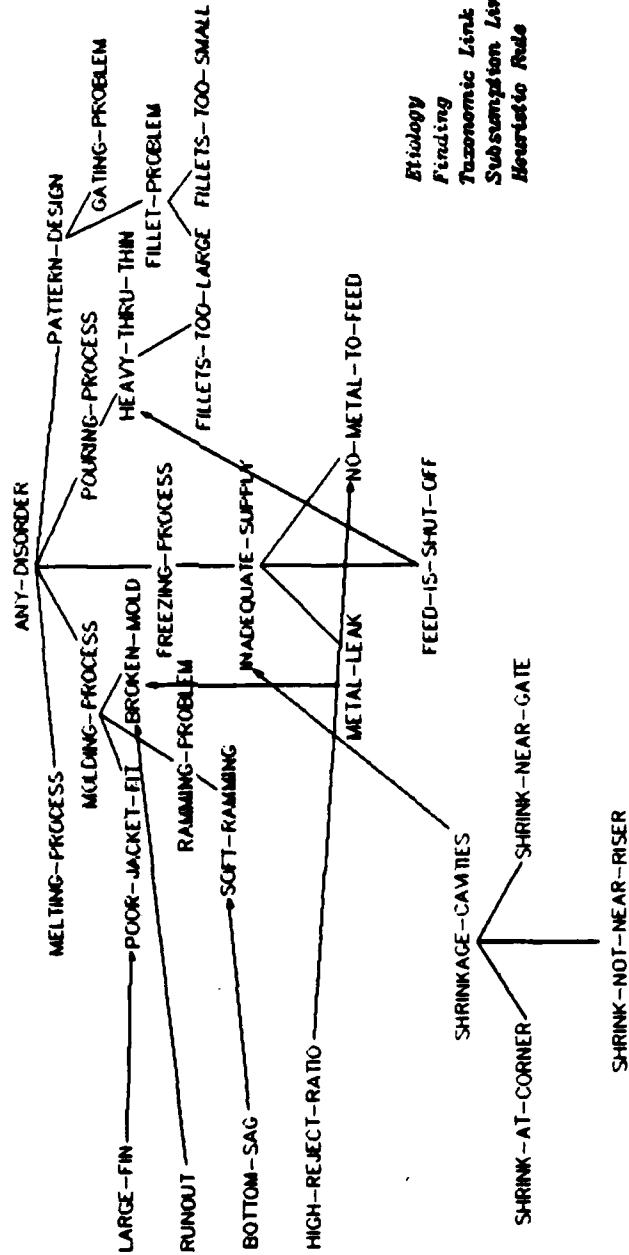 ANY-DISORDER
MELTING-PROCESS
PATTERN-DESIGN
MOLDING-PROCESS
POURING-PROCESS
GATING-PROBLEM
LARGE-FIN
POOR-JACKET-FIT
BROKEN-MOLD
FREEZING-PROCESS
HEAVY-THRU-THIN
FILLET-PROBLEM
RUNOUT
RAMMING-PROBLEM
FILLETS-TOO-LARGE
FILLETS-TOO-SMALL
BOTTOM-SAG
SOFT-RAMMING
INADEQUATE-SUPPLY
HIGH-REJECT-RATIO
METAL-LEAK
NO-METAL-TO-FEED
FEED-IS-SHUT-OFF
SHRINKAGE-CAVITIES
SHRINK-AT-CORNER
SHRINK-NEAR-GATE
SHRINK-NOT-NEAR-RISER
Etiology
Finding
Taxonomic Link
Subsumption
Heuristic Rule